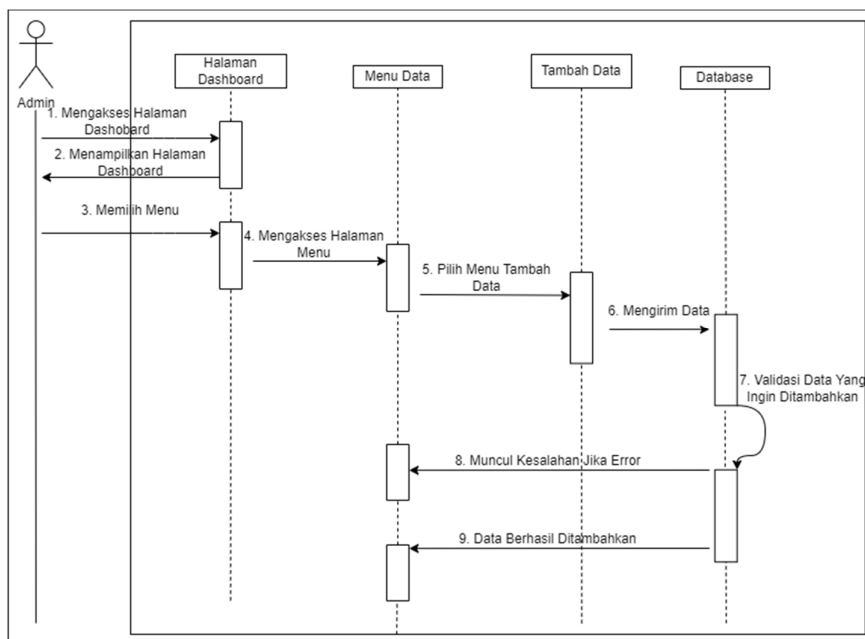 Admin
Halaman
Dashboard
Menu Data
Tambah Data
Database
1. Mengakses Halaman
Dashobard
2. Menampilkan Halaman
Dashboard
3. Memilih Menu
4. Mengakses Halaman
Menu
5. Pilih Menu Tambah
Data
6. Mengirim Data
7. Validasi Data Yang
Ingin Ditambahkan
8. Muncul Kesalahan Jika Error
9. Data Berhasil Ditambahkan